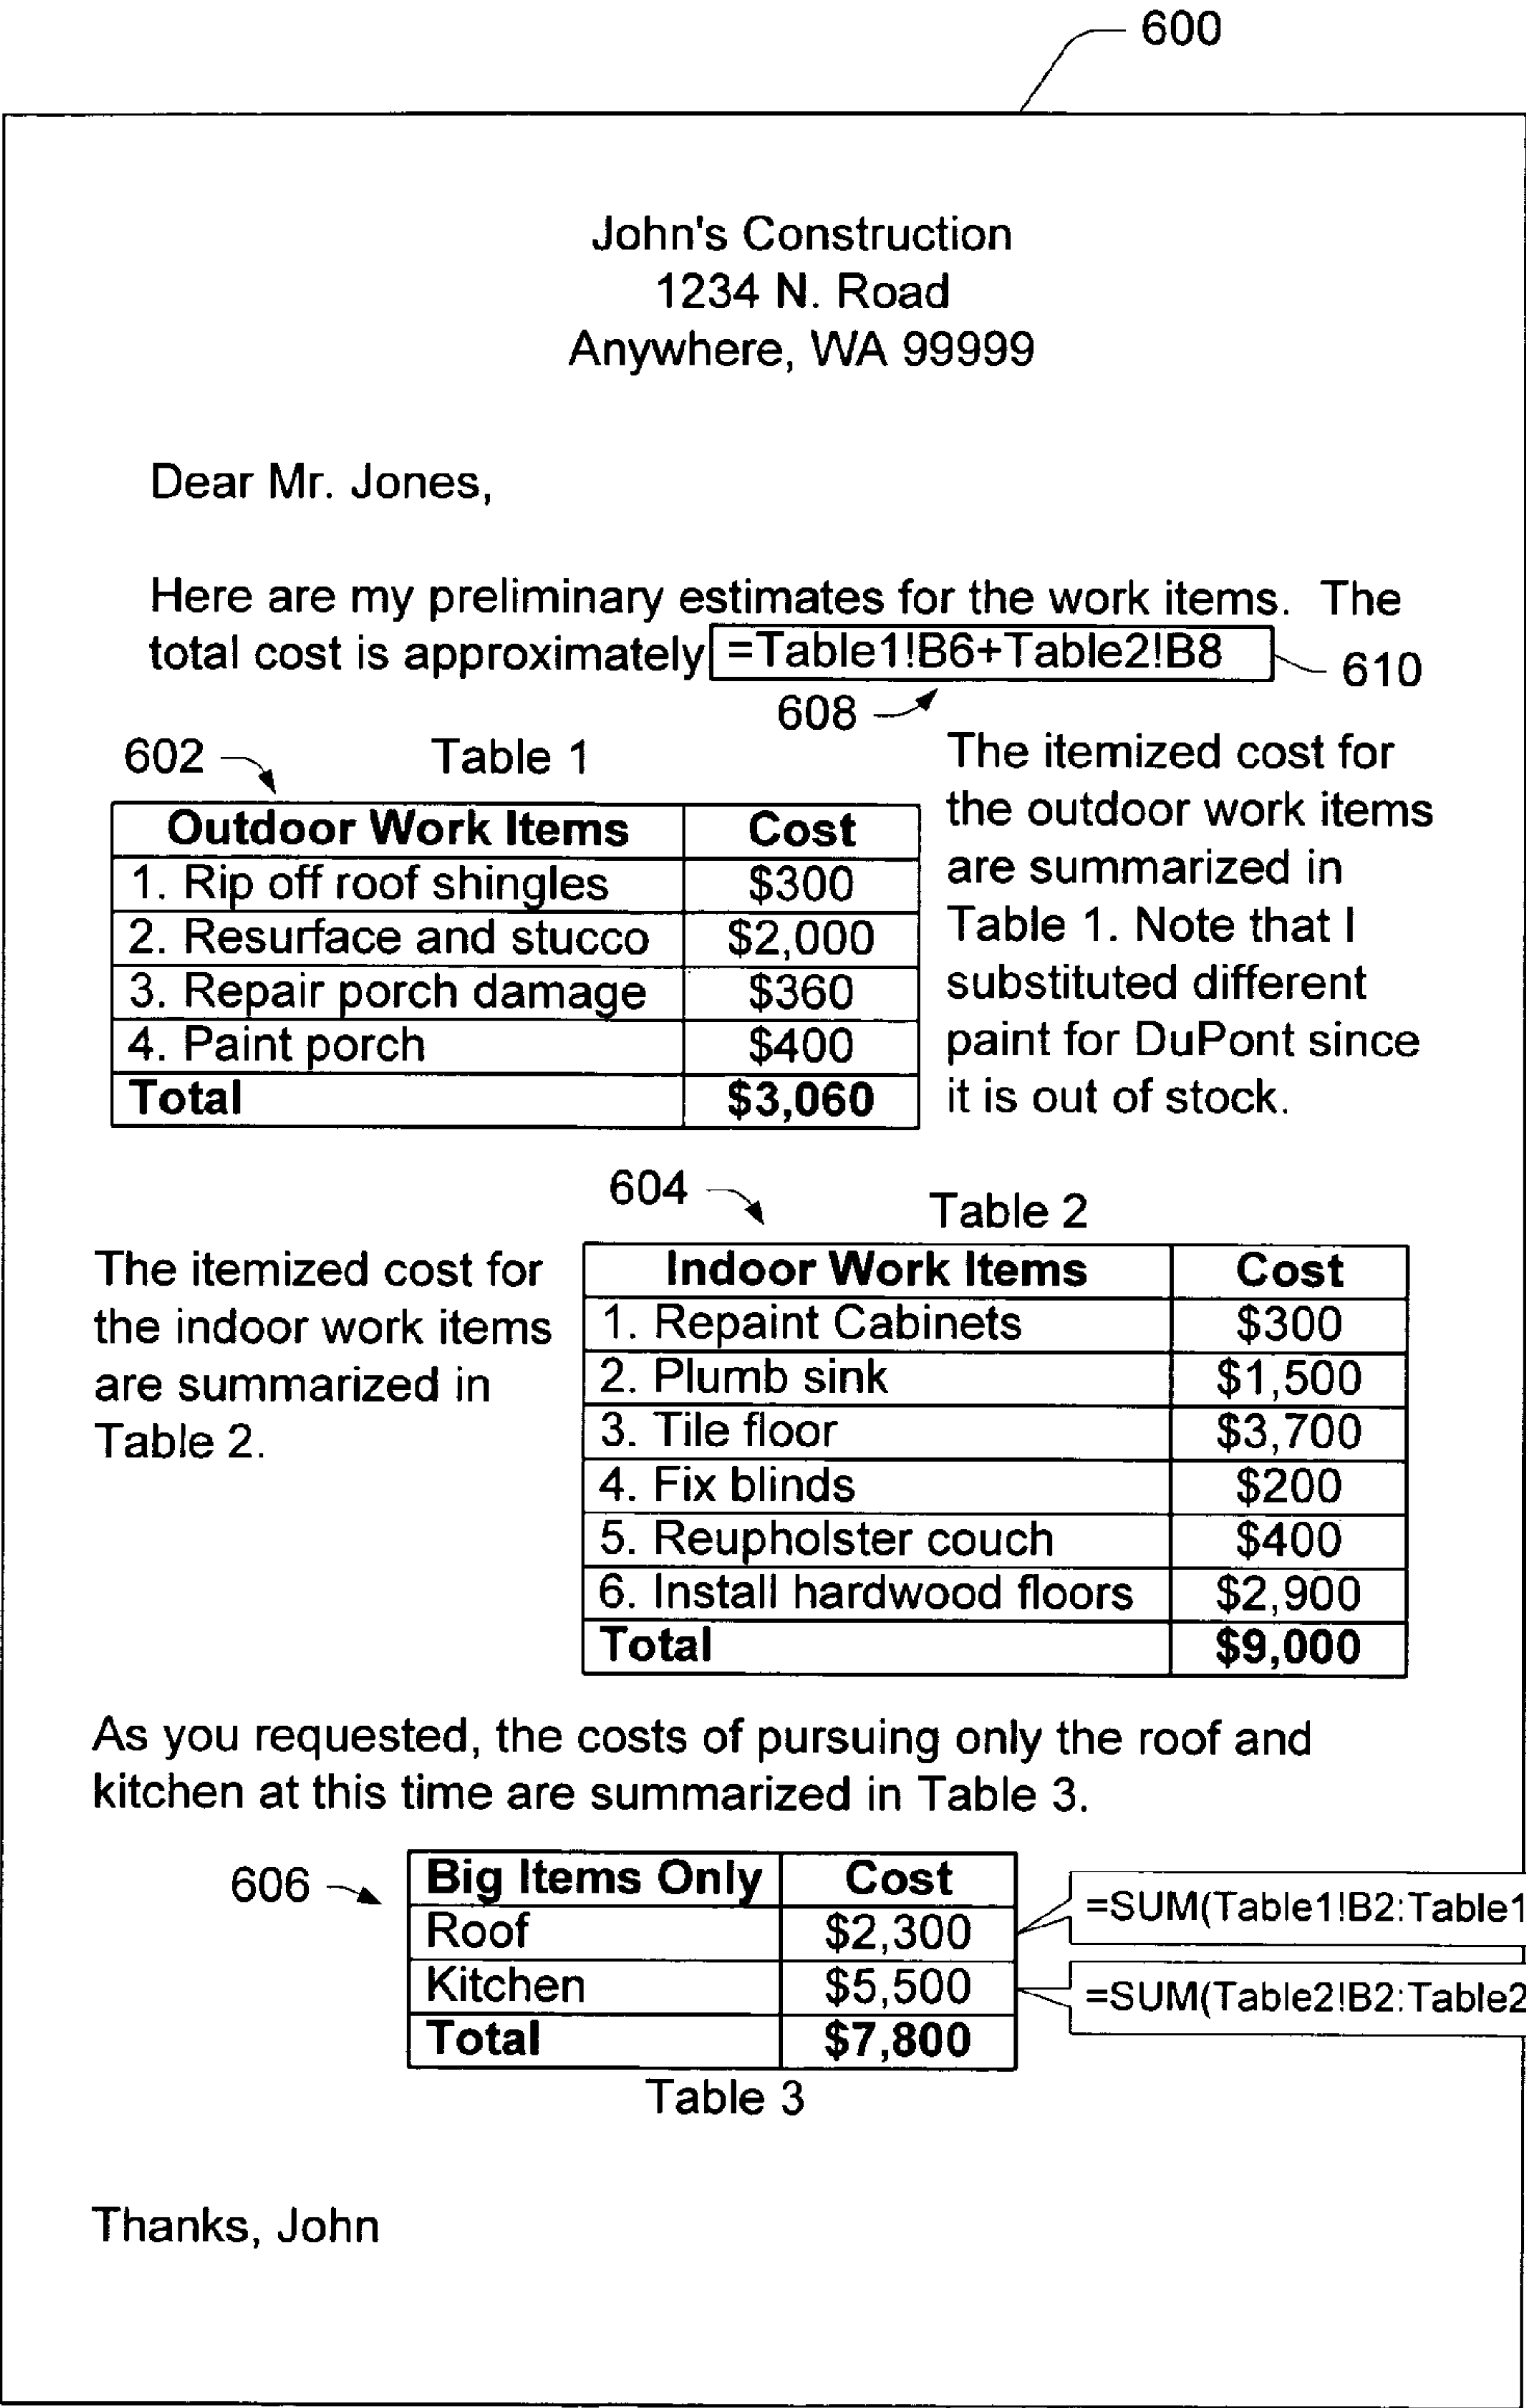 600
John's Construction
1234 N. Road
Anywhere, WA 99999
Dear Mr. Jones,
Here are my preliminary estimates for the work items. The
total cost is approximately =Table1!B6+Table2!B8
610
608
602
Table 1
Outdoor Work Items Cost
1. Rip off roof shingles $300
2. Resurface and stucco $2,000
3. Repair porch damage $360
4. Paint porch $400
Total $3,060
The itemized cost for
the outdoor work items
are summarized in
Table 1. Note that I
substituted different
paint for DuPont since
it is out of stock.
604
Table 2
The itemized cost for
the indoor work items
are summarized in
Table 2.
Indoor Work Items Cost
1. Repaint Cabinets $300
2. Plumb sink $1,500
3. Tile floor $3,700
4. Fix blinds $200
5. Reupholster couch $400
6. Install hardwood floors $2,900
Total $9,000
As you requested, the costs of pursuing only the roof and
kitchen at this time are summarized in Table 3.
606
Big Items Only Cost
Roof $2,300
Kitchen $5,500
Total $7,800
=SUM(Table1!B2:Table1
=SUM(Table2!B2:Table2
Table 3
Thanks, John